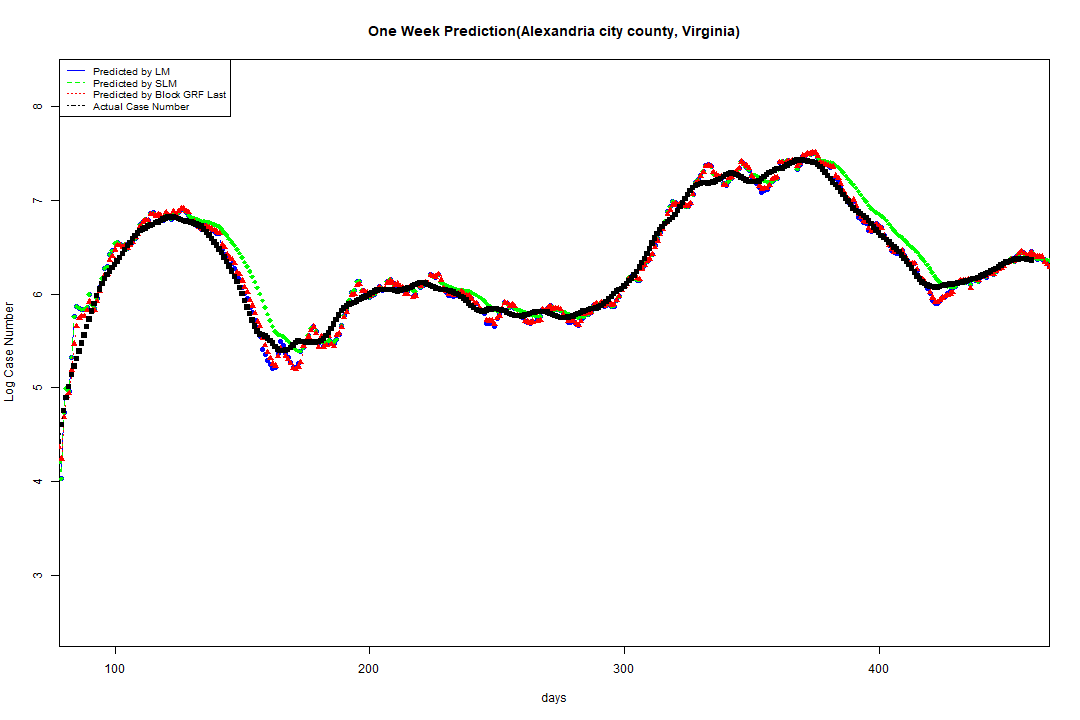 One Week Prediction(Alexandria city county, Virginia)
Predicted by LM
Predicted by SLM
Predicted by Block GRF Last
Actual Case Number
8
7
6
5
4
3
Log Case Number
100 200 300 400
days